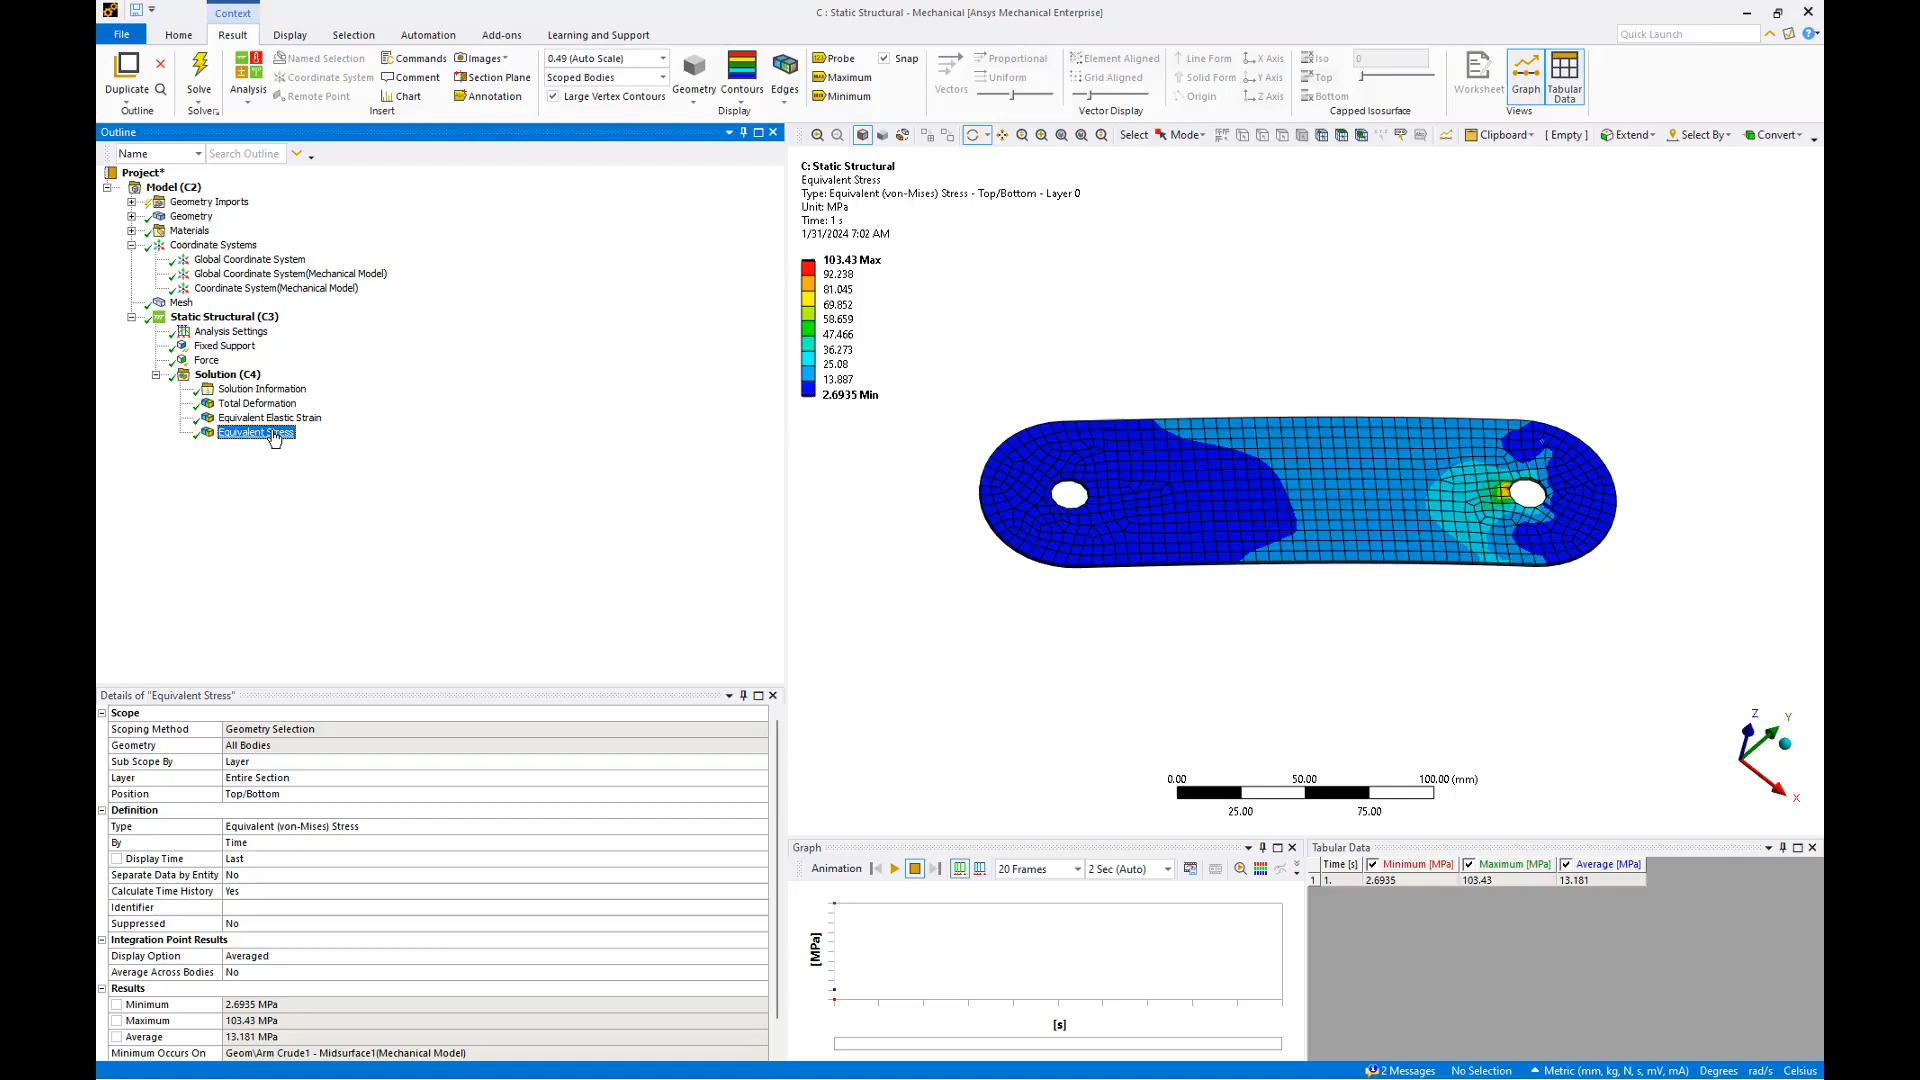 Context
C : Static Structural - Mechanical [Ansys Mechanical Enterprise]
File Home Result Display Selection Automation Add-ons Learning and Support
Quick Launch
Duplicate
Outline
Solve
Solver
Analysis
Named Selection
Coordinate System
Remote Point
Commands
Comment
Chart
Images
Section Plane
Annotation
Insert
0.49 (Auto Scale)
Scoped Bodies
Large Vertex Contours
Geometry
Contours
Edges
Display
Probe
Maximum
Minimum
Snap
Vectors
Proportional
Uniform
Element Aligned
Grid Aligned
Line Form
Solid Form
Origin
X Axis
Y Axis
Z Axis
Vector Display
Iso
Top
Bottom
0
Capped Isosurface
Worksheet
Graph
Tabular
Data
Views
Outline
Name
Search Outline
Select Mode Clipboard [ Empty ] Extend Select By Convert
Project*
Model (C2)
Geometry Imports
Geometry
Materials
Coordinate Systems
Global Coordinate System
Global Coordinate System(Mechanical Model)
Coordinate System(Mechanical Model)
Mesh
Static Structural (C3)
Analysis Settings
Fixed Support
Force
Solution (C4)
Solution Information
Total Deformation
Equivalent Elastic Strain
Equivalent Stress
C: Static Structural
Equivalent Stress
Type: Equivalent (von-Mises) Stress - Top/Bottom - Layer 0
Unit: MPa
Time: 1 s
1/31/2024 7:02 AM
103.43 Max
92.238
81.045
69.852
58.659
47.466
36.273
25.08
13.887
2.6935 Min
Z
Y
X
0.00 50.00 100.00 (mm)
25.00 75.00
Details of "Equivalent Stress"
Scope
Scoping Method Geometry Selection
Geometry All Bodies
Sub Scope By Layer
Layer Entire Section
Position Top/Bottom
Definition
Type Equivalent (von-Mises) Stress
By Time
Display Time Last
Separate Data by Entity No
Calculate Time History Yes
Identifier
Suppressed No
Integration Point Results
Display Option Averaged
Average Across Bodies No
Results
Minimum 2.6935 MPa
Maximum 103.43 MPa
Average 13.181 MPa
Minimum Occurs On Geom\Arm Crude1 - Midsurface1(Mechanical Model)
Graph
Animation 20 Frames 2 Sec (Auto)
[MPa]
[s]
Tabular Data
Time [s] Minimum [MPa] Maximum [MPa] Average [MPa]
1 1. 2.6935 103.43 13.181
2 Messages No Selection Metric (mm, kg, N, s, mV, mA) Degrees rad/s Celsius